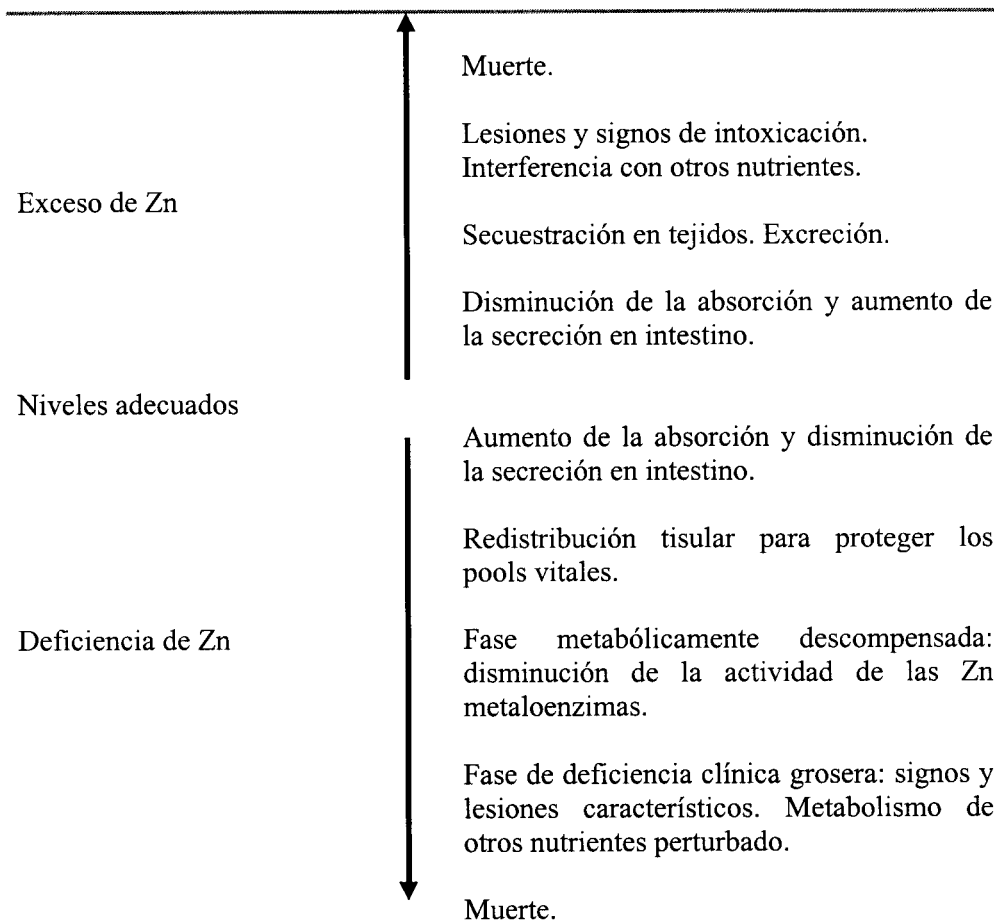 Muerte.
Lesiones y signos de intoxicación.
Interferencia con otros nutrientes.
Exceso de Zn
Secuestración en tejidos. Excreción.
Disminución de la absorción y aumento de
la secreción en intestino.
Niveles adecuados
Aumento de la absorción y disminución de
la secreción en intestino.
Redistribución tisular para proteger los
pools vitales.
Deficiencia de Zn
Fase metabólicamente descompensada:
disminución de la actividad de las Zn
metaloenzimas.
Fase de deficiencia clínica grosera: signos y
lesiones característicos. Metabolismo de
otros nutrientes perturbado.
Muerte.